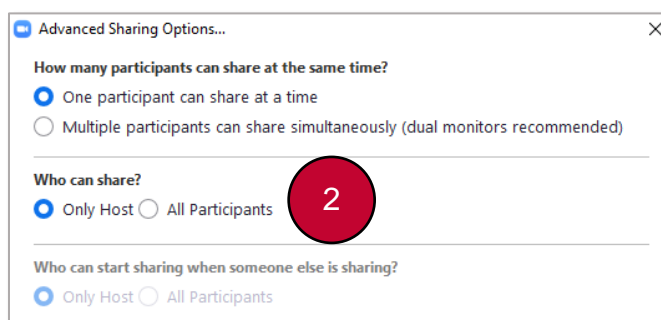 Advanced Sharing Options...
How many participants can share at the same time?
One participant can share at a time
Multiple participants can share simultaneously (dual monitors recommended)
Who can share?
Only Host All Participants
2
Who can start sharing when someone else is sharing?
Only Host All Participants